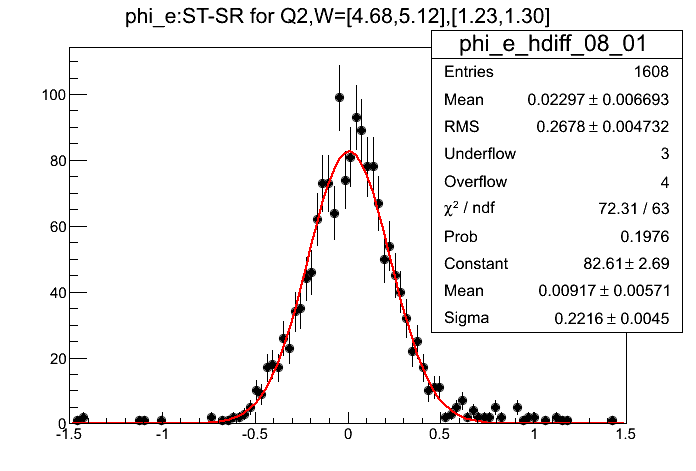 phi_e:ST-SR for Q2,W=[4.68,5.12],[1.23,1.30]
phi_e_hdiff_08_01
Entries 1608
Mean 0.02297 ± 0.006693
RMS 0.2678 ± 0.004732
Underflow 3
Overflow 4
χ² / ndf 72.31 / 63
Prob 0.1976
Constant 82.61 ± 2.69
Mean 0.00917 ± 0.00571
Sigma 0.2216 ± 0.0045
100
80
60
40
20
0
-1.5 -1 -0.5 0 0.5 1 1.5